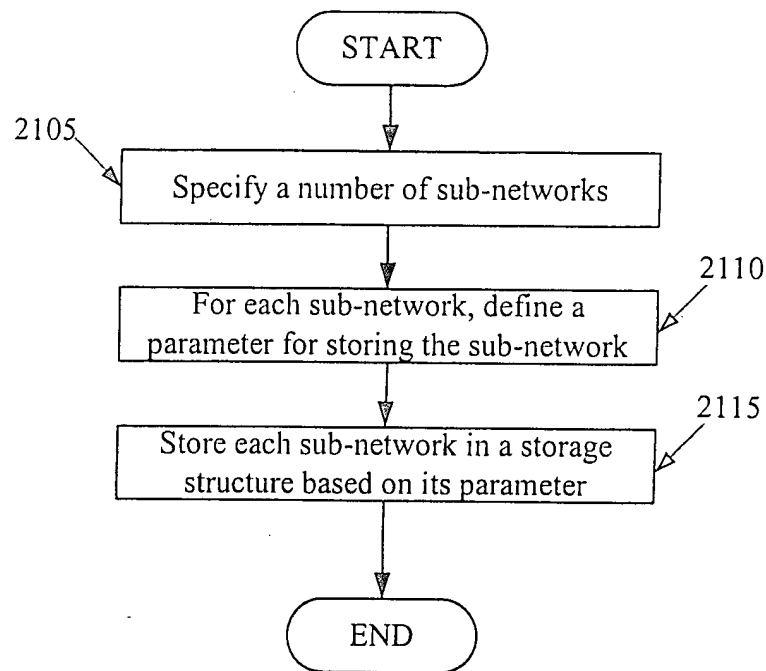 START
2105
Specify a number of sub-networks
2110
For each sub-network, define a
parameter for storing the sub-network
2115
Store each sub-network in a storage
structure based on its parameter
END